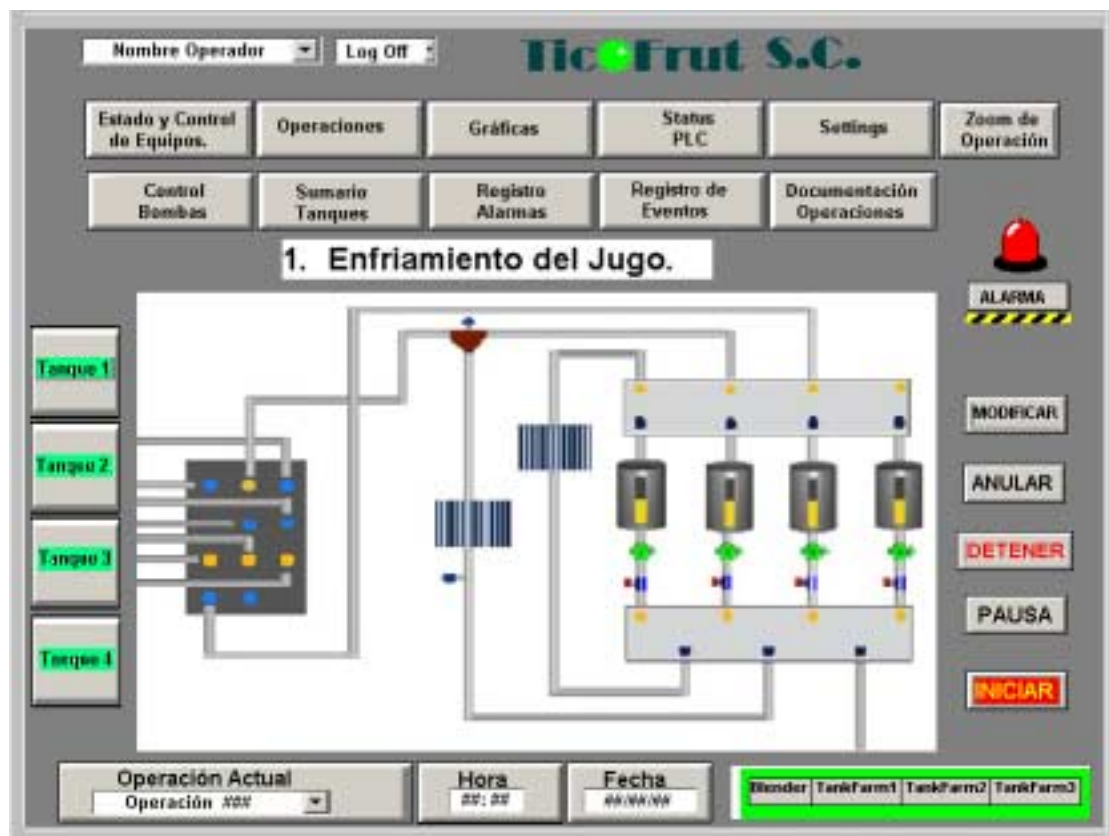 Nombre Operador
Log Off
TicoFrut S.C.
Estado y Control
de Equipos.
Operaciones
Gráficas
Status
PLC
Settings
Zoom de
Operación
Control
Bombas
Sumario
Tanques
Registro
Alarmas
Registro de
Eventos
Documentación
Operaciones
1. Enfriamiento del Jugo.
ALARMA
Tanque 1
Tanque 2
Tanque 3
Tanque 4
MODIFICAR
ANULAR
DETENER
PAUSA
INICIAR
Operación Actual
Operación ###
Hora
##:##
Fecha
##/##/##
Blender TankFarm1 TankFarm2 TankFarm3